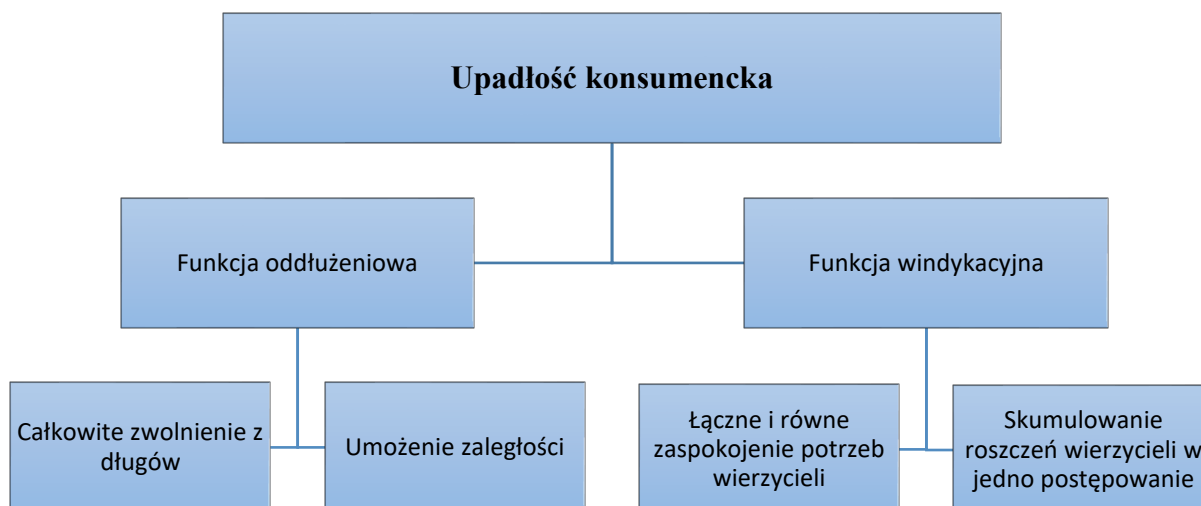 Upadłość konsumencka
Funkcja oddłużeniowa
Funkcja windykacyjna
Całkowite zwolnienie z
długów
Umożenie zaległości
Łączne i równe
zaspokojenie potrzeb
wierzycieli
Skumulowanie
roszczeń wierzycieli w
jedno postępowanie